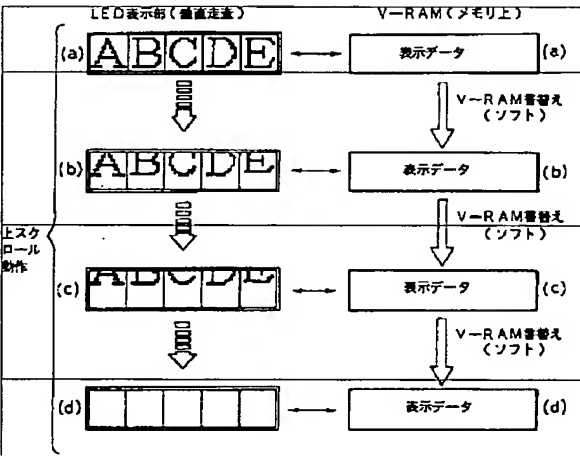 LED表示部(垂直走査)
V-RAM(メモリ上)
(a) ABCDE 表示データ (a)
V-RAM書替え
(ソフト)
(b) ABCDE 表示データ (b)
V-RAM書替え
(ソフト)
上スク
ロール
動作
(c) ABCDE 表示データ (c)
V-RAM書替え
(ソフト)
(d) 表示データ (d)